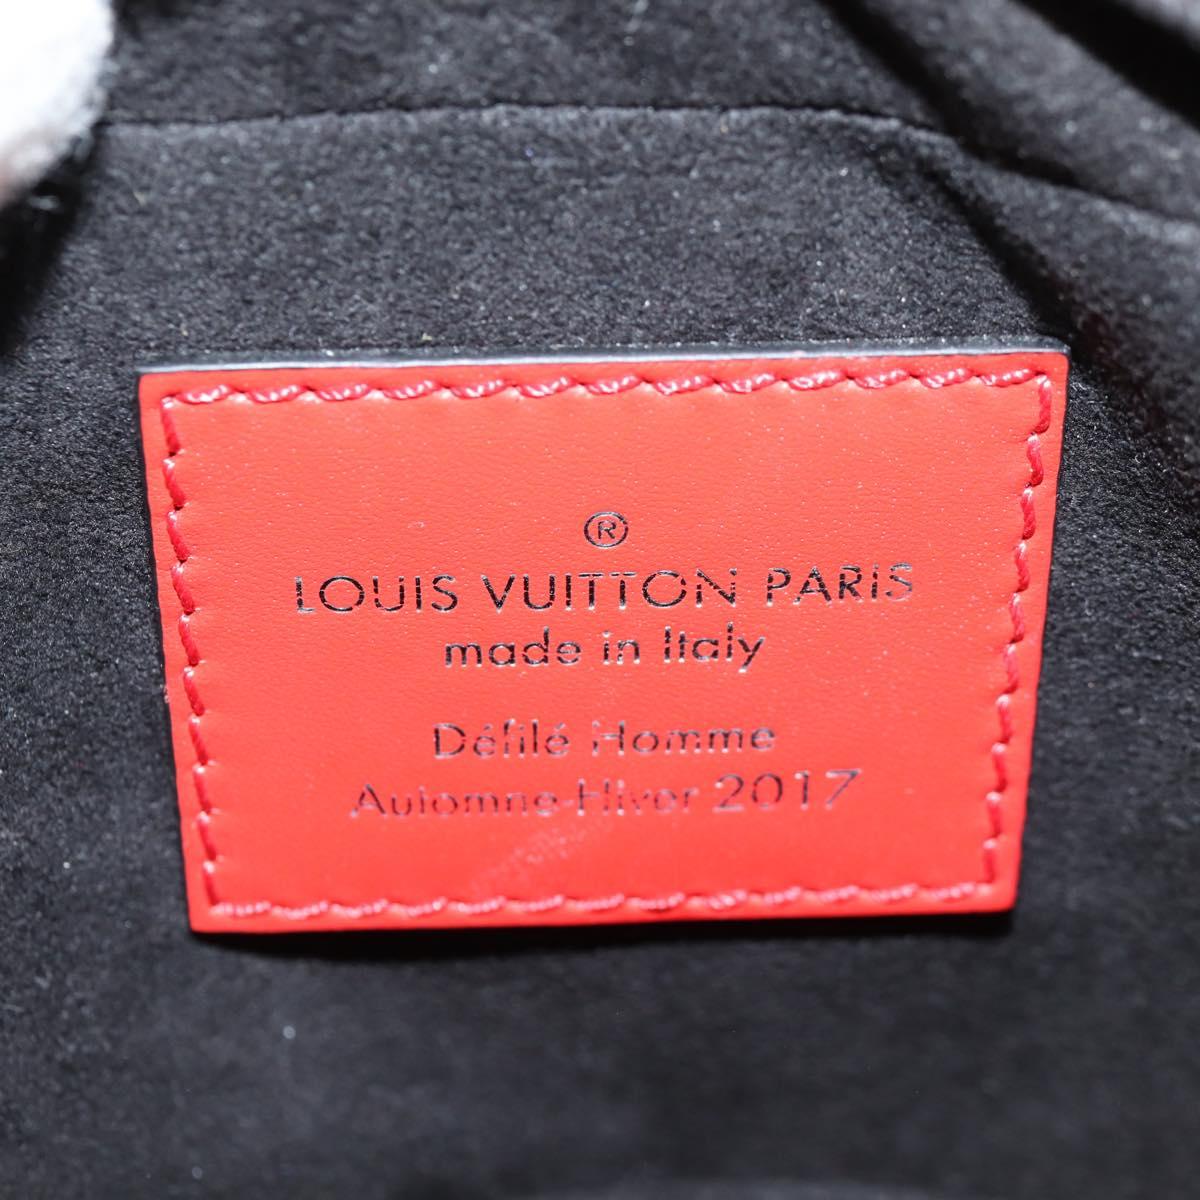 ®
LOUIS VUITTON PARIS
made in Italy
Défilé Homme
Automne-Hiver 2017